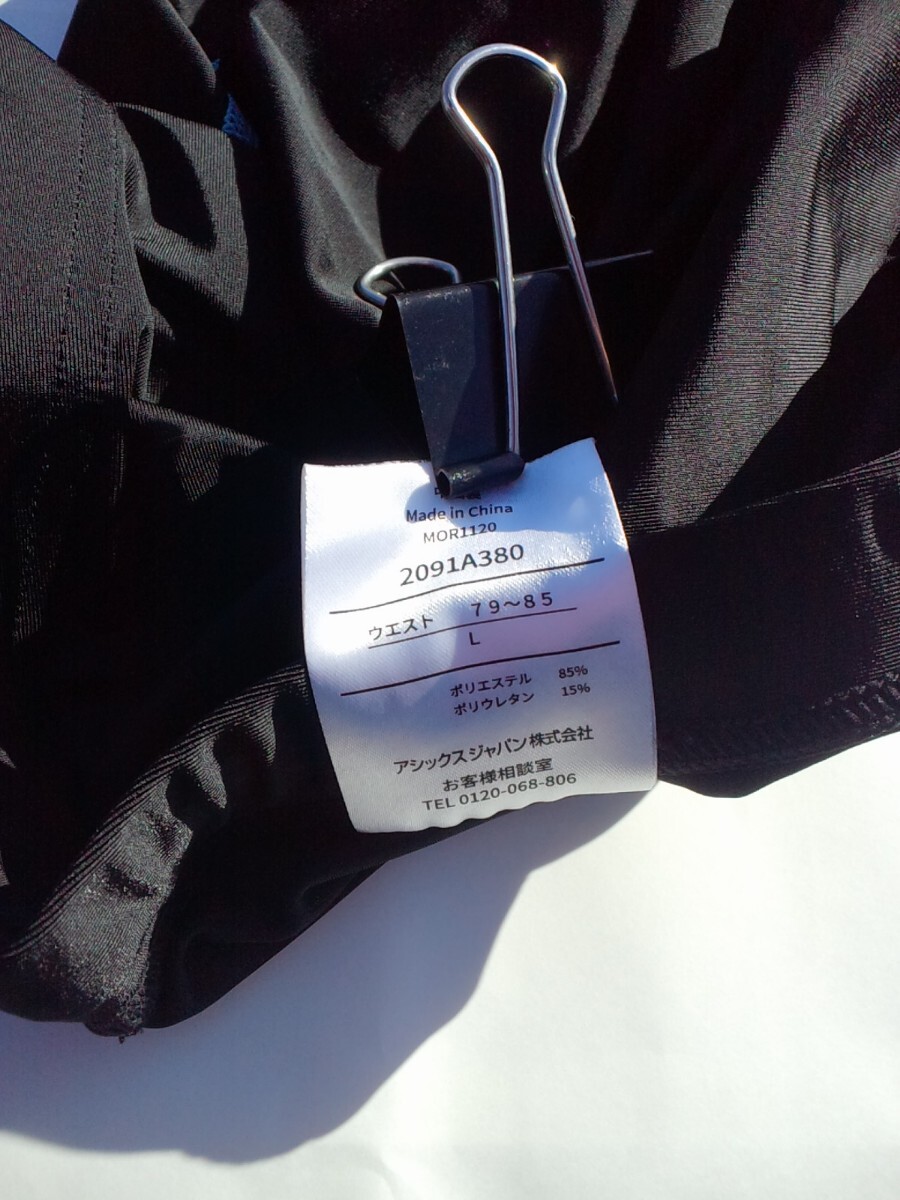 Made in China
MOR1120
2091A380
ウエスト 79～85
L
ポリエステル 85%
ポリウレタン 15%
アシックスジャパン株式会社
お客様相談室
TEL 0120-068-806